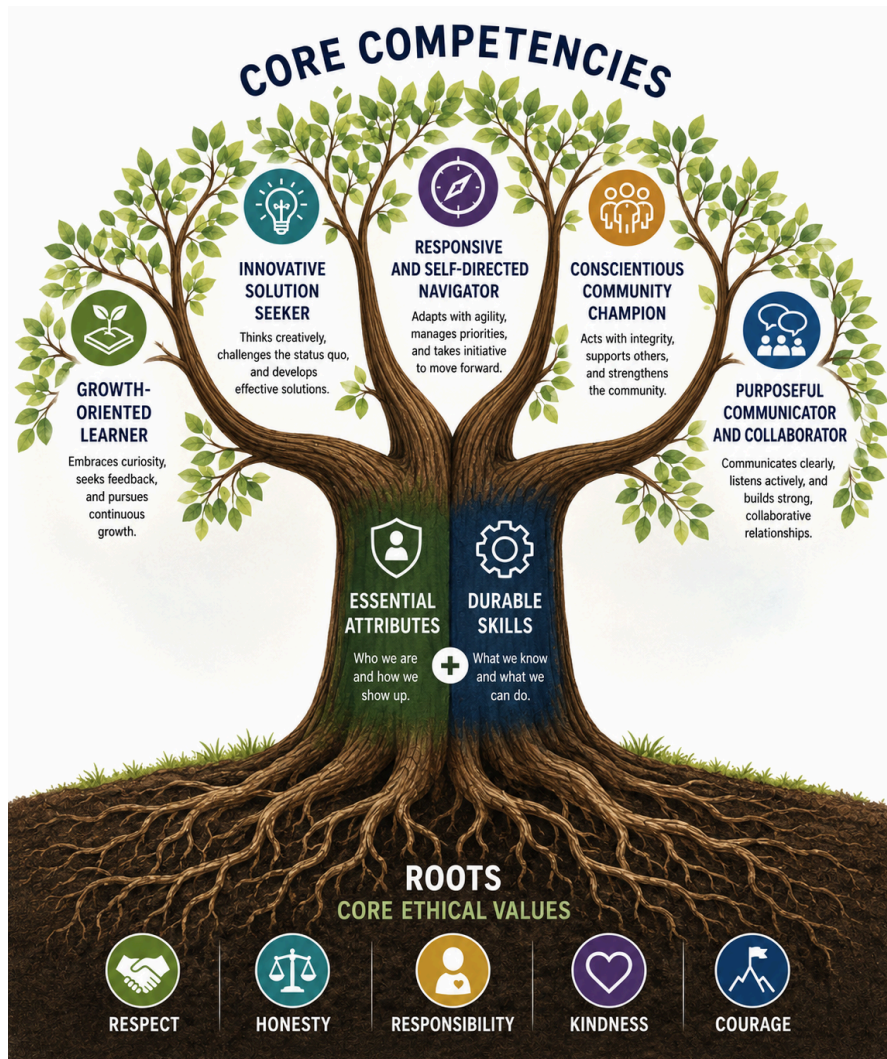 CORE COMPETENCIES
GROWTH-
ORIENTED
LEARNER
Embraces curiosity,
seeks feedback,
and pursues
continuous
growth.
INNOVATIVE
SOLUTION
SEEKER
Thinks creatively,
challenges the status quo,
and develops
effective solutions.
RESPONSIVE
AND SELF-DIRECTED
NAVIGATOR
Adapts with agility,
manages priorities,
and takes initiative
to move forward.
CONSCIENTIOUS
COMMUNITY
CHAMPION
Acts with integrity,
supports others,
and strengthens
the community.
PURPOSEFUL
COMMUNICATOR
AND COLLABORATOR
Communicates clearly,
listens actively, and
builds strong,
collaborative
relationships.
ESSENTIAL
ATTRIBUTES
Who we are
and how we
show up.
+
DURABLE
SKILLS
What we know
and what we
can do.
ROOTS
CORE ETHICAL VALUES
RESPECT
HONESTY
RESPONSIBILITY
KINDNESS
COURAGE